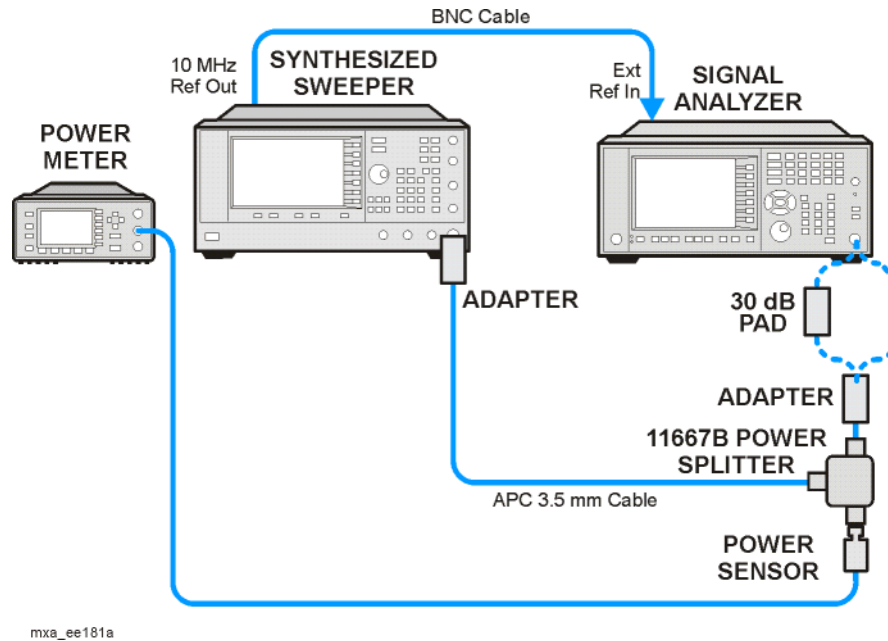 BNC Cable
10 MHz
Ref Out
SYNTHESIZED
SWEEPER
Ext
Ref In
SIGNAL
ANALYZER
POWER
METER
ADAPTER
30 dB
PAD
ADAPTER
11667B POWER
SPLITTER
APC 3.5 mm Cable
POWER
SENSOR
mxa_ee181a